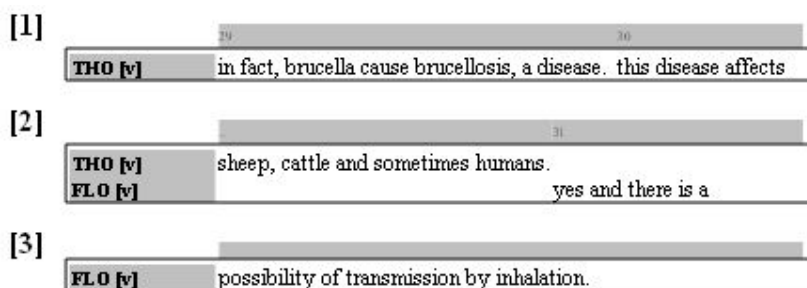 [1]
29 30
THO [v] in fact, brucella cause brucellosis, a disease. this disease affects
[2]
.. 31
THO [v] sheep, cattle and sometimes humans.
FLO [v] yes and there is a
[3]
FLO [v] possibility of transmission by inhalation.